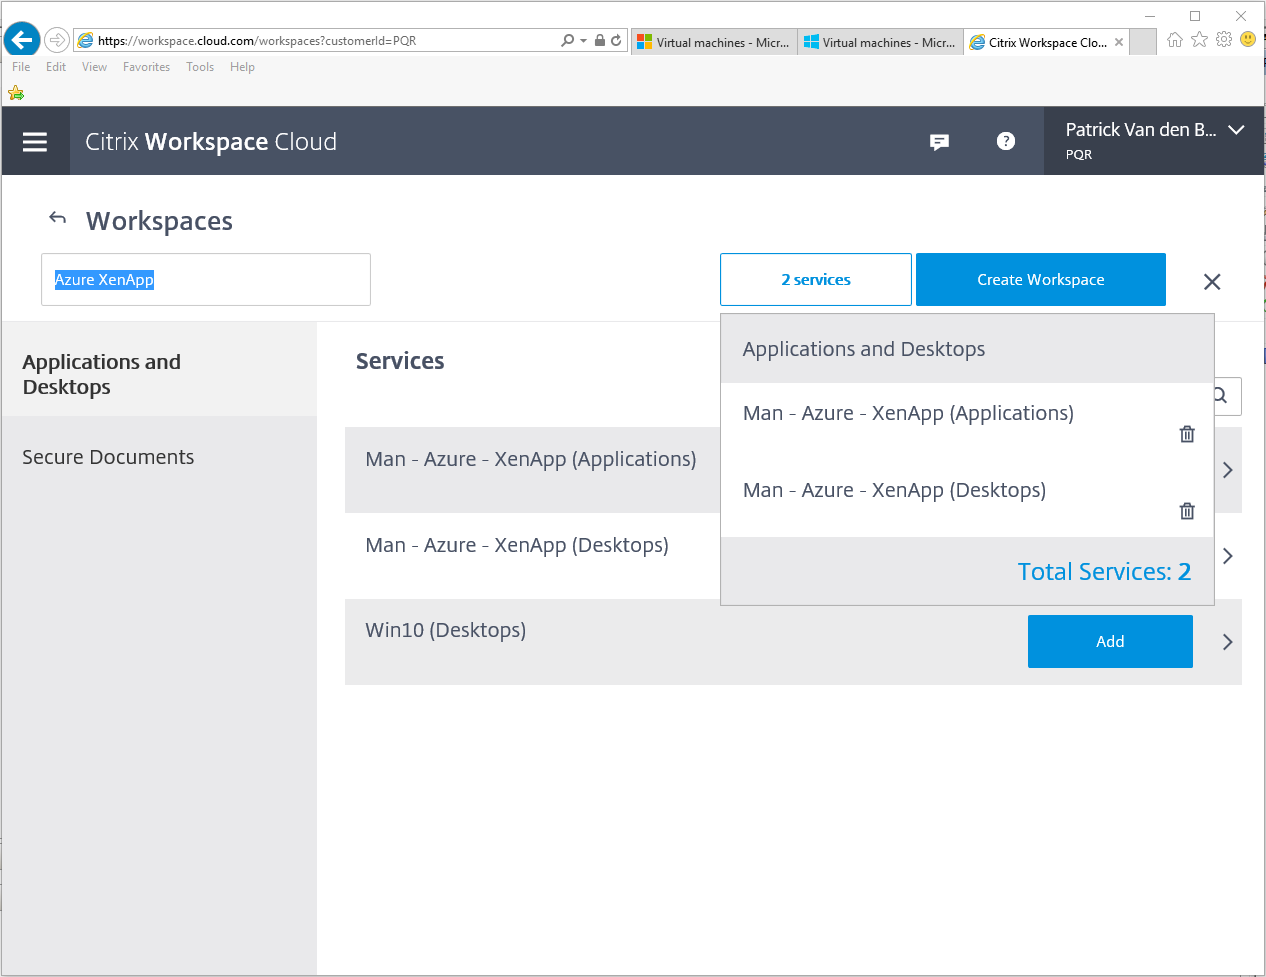 https://workspace.cloud.com/workspaces?customerId=PQR
Virtual machines - Micr...
Virtual machines - Micr...
Citrix Workspace Clo...
File Edit View Favorites Tools Help
Citrix Workspace Cloud
Patrick Van den B...
PQR
Workspaces
Azure XenApp
2 services
Create Workspace
Applications and
Desktops
Secure Documents
Services
Applications and Desktops
Man - Azure - XenApp (Applications)
Man - Azure - XenApp (Desktops)
Total Services: 2
Man - Azure - XenApp (Applications)
Man - Azure - XenApp (Desktops)
Win10 (Desktops)
Add